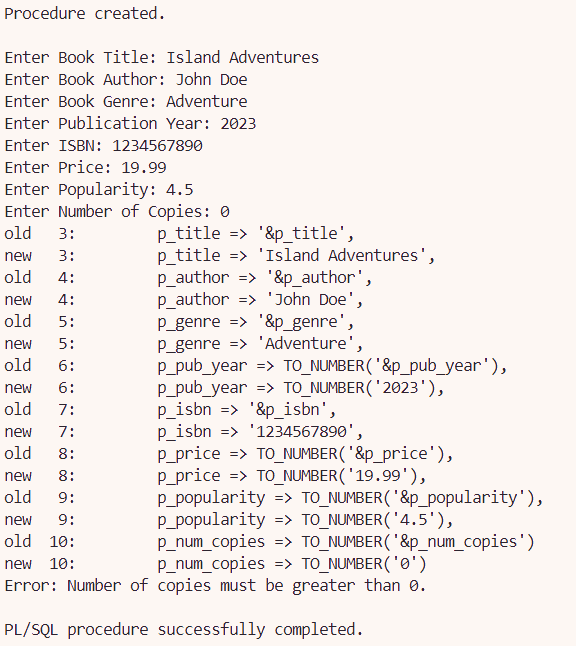 Procedure created.
Enter Book Title: Island Adventures
Enter Book Author: John Doe
Enter Book Genre: Adventure
Enter Publication Year: 2023
Enter ISBN: 1234567890
Enter Price: 19.99
Enter Popularity: 4.5
Enter Number of Copies: 0
old   3:        p_title => '&p_title',
new   3:        p_title => 'Island Adventures',
old   4:        p_author => '&p_author',
new   4:        p_author => 'John Doe',
old   5:        p_genre => '&p_genre',
new   5:        p_genre => 'Adventure',
old   6:        p_pub_year => TO_NUMBER('&p_pub_year'),
new   6:        p_pub_year => TO_NUMBER('2023'),
old   7:        p_isbn => '&p_isbn',
new   7:        p_isbn => '1234567890',
old   8:        p_price => TO_NUMBER('&p_price'),
new   8:        p_price => TO_NUMBER('19.99'),
old   9:        p_popularity => TO_NUMBER('&p_popularity'),
new   9:        p_popularity => TO_NUMBER('4.5'),
old  10:        p_num_copies => TO_NUMBER('&p_num_copies')
new  10:        p_num_copies => TO_NUMBER('0')
Error: Number of copies must be greater than 0.
PL/SQL procedure successfully completed.